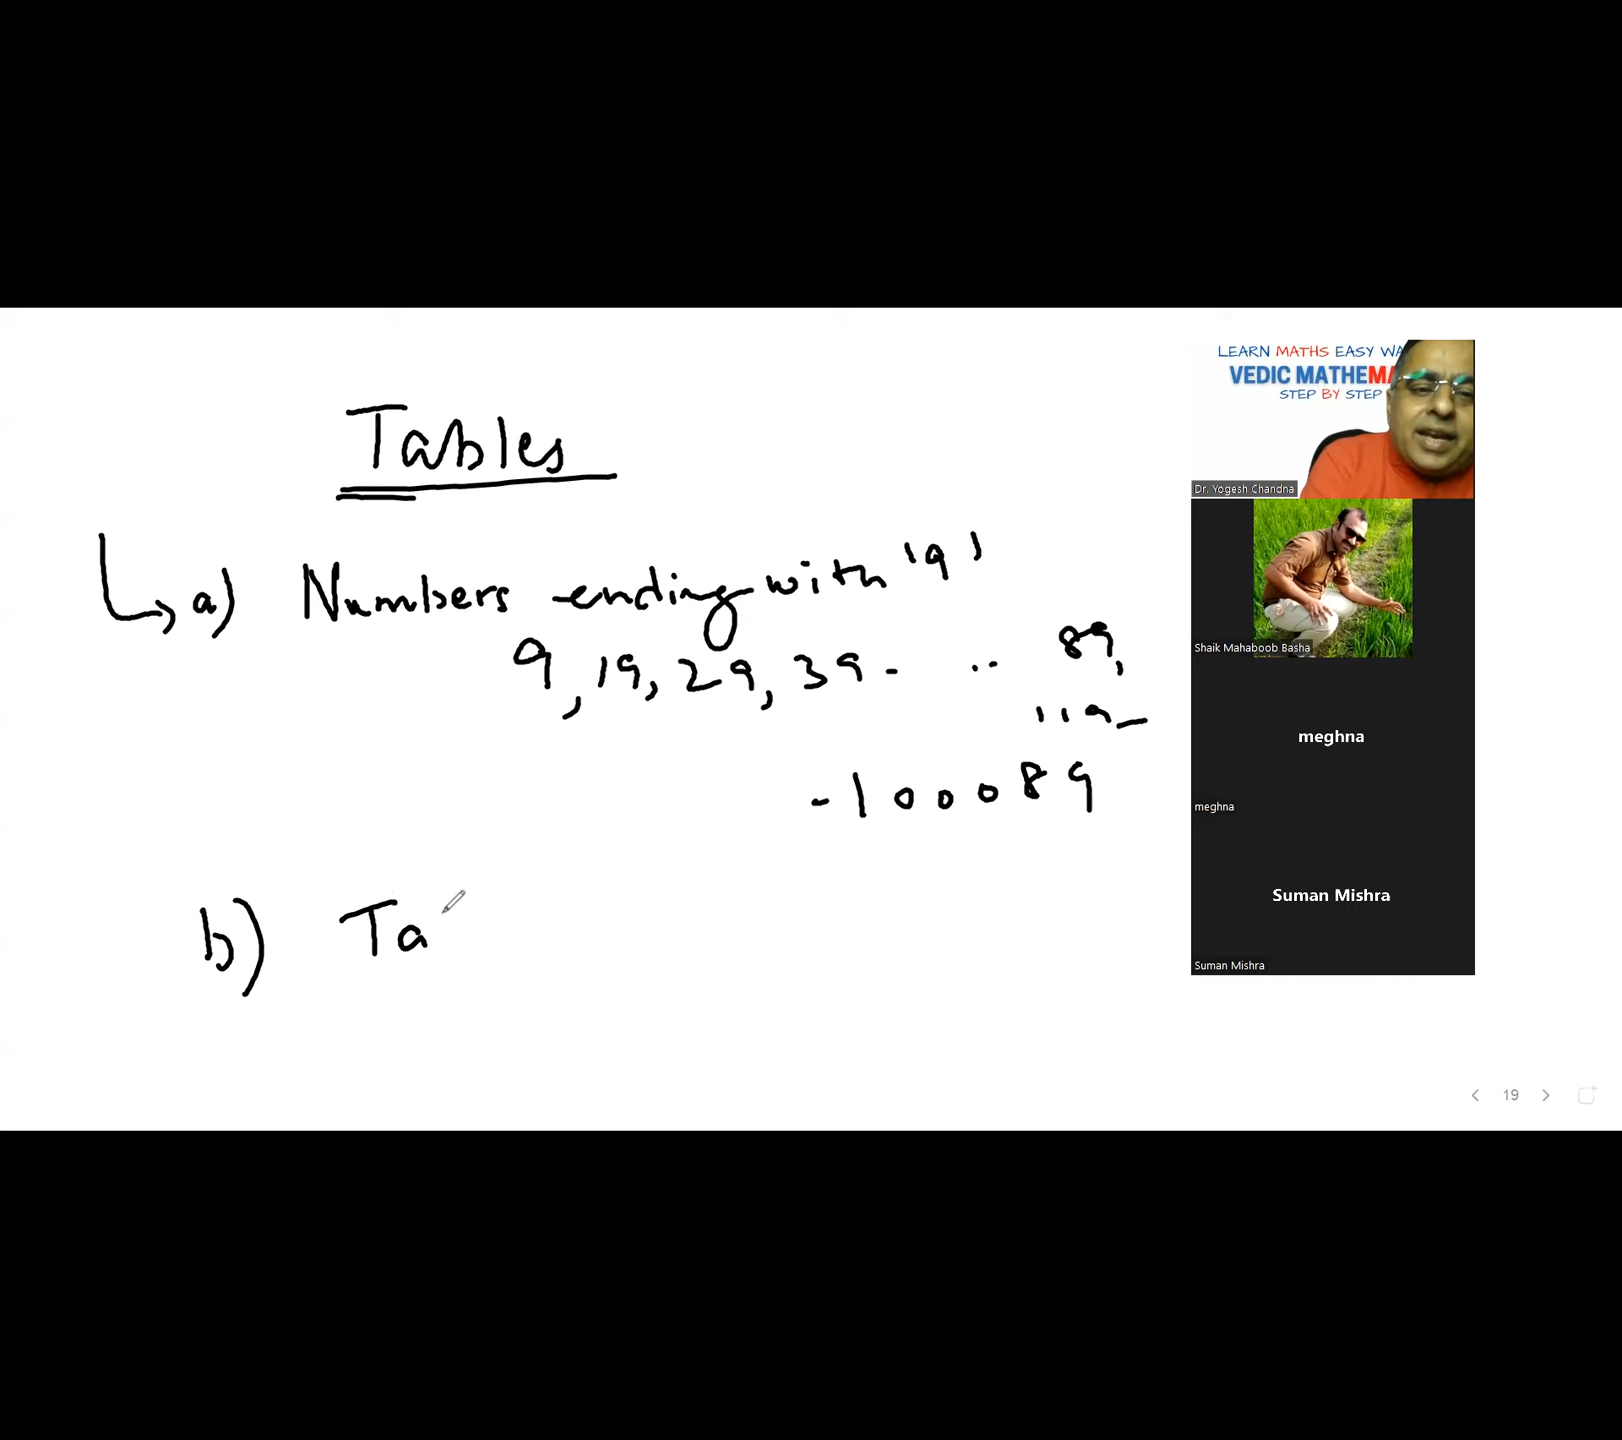 Tables
a) Numbers ending with '9'
9, 19, 29, 39 - .. 89,
119 -
- 100089
b) Ta
LEARN MATHS EASY WA
VEDIC MATHEMA
STEP BY STEP
Dr. Yogesh Chandna
Shaik Mahaboob Basha
meghna
meghna
Suman Mishra
Suman Mishra
19